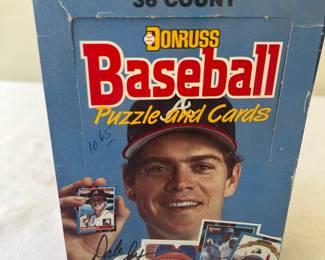 36 COUNT
DONRUSS
Baseball
Puzzle and Cards
1065